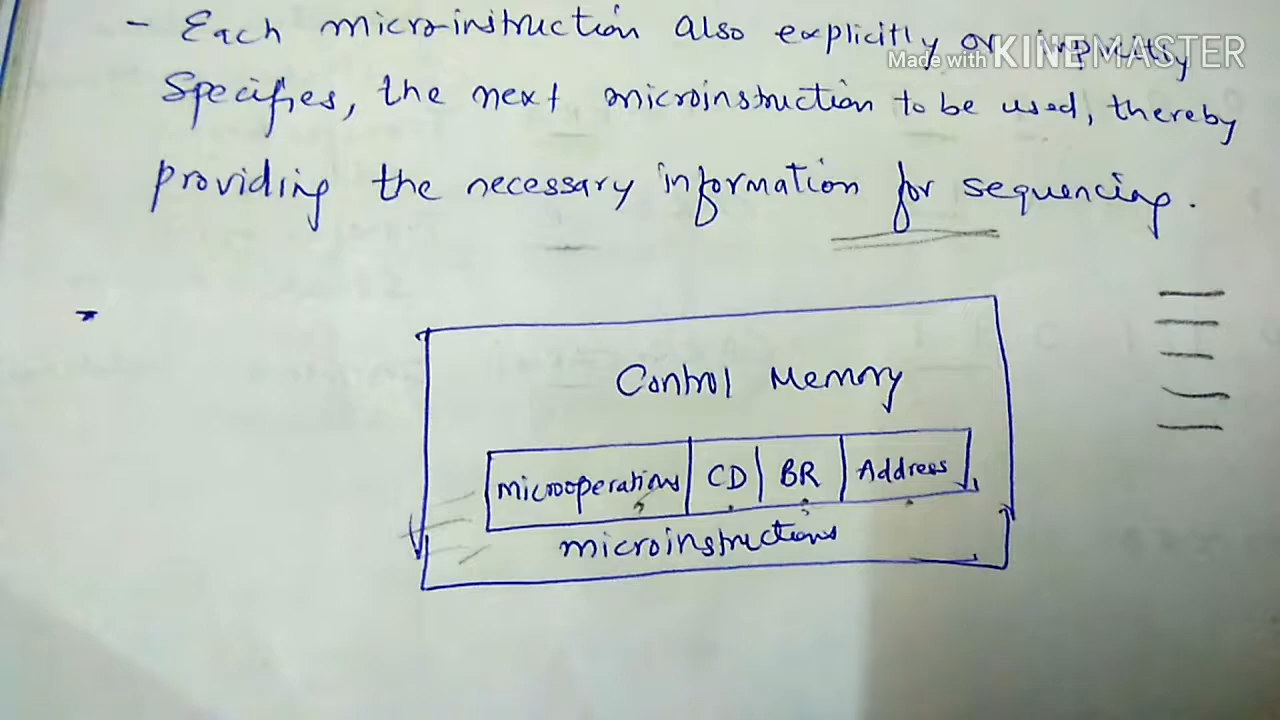 - Each micro-instruction also explicitly or implicitly
Made with KINEMASTER
Specifies, the next microinstruction to be used, thereby
providing the necessary information for sequencing.
Control Memory
microoperations CD BR Address
microinstructions